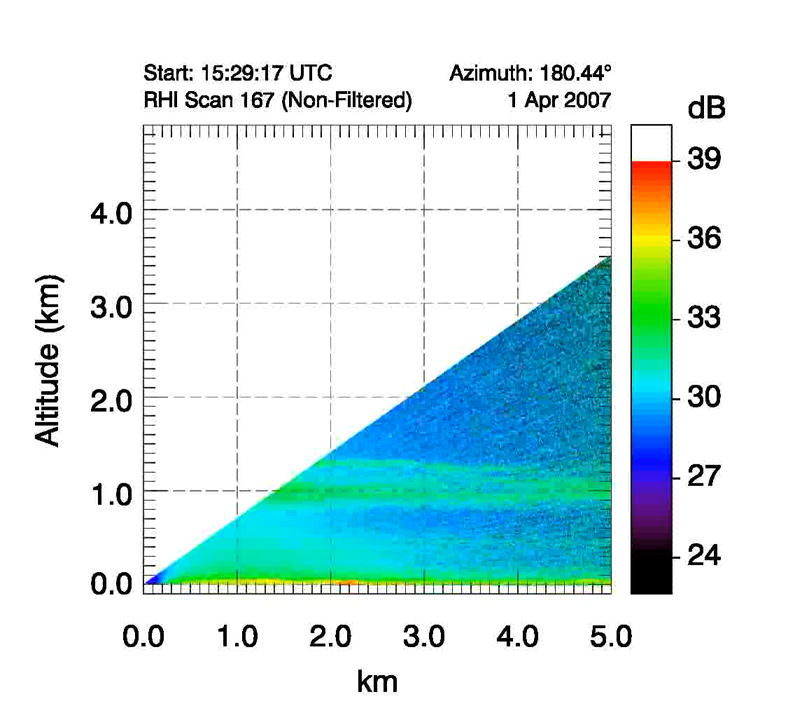 Start: 15:29:17 UTC Azimuth: 180.44°
RHI Scan 167 (Non-Filtered) 1 Apr 2007
dB
39
36
33
30
27
24
Altitude (km)
4.0
3.0
2.0
1.0
0.0
0.0 1.0 2.0 3.0 4.0 5.0
km